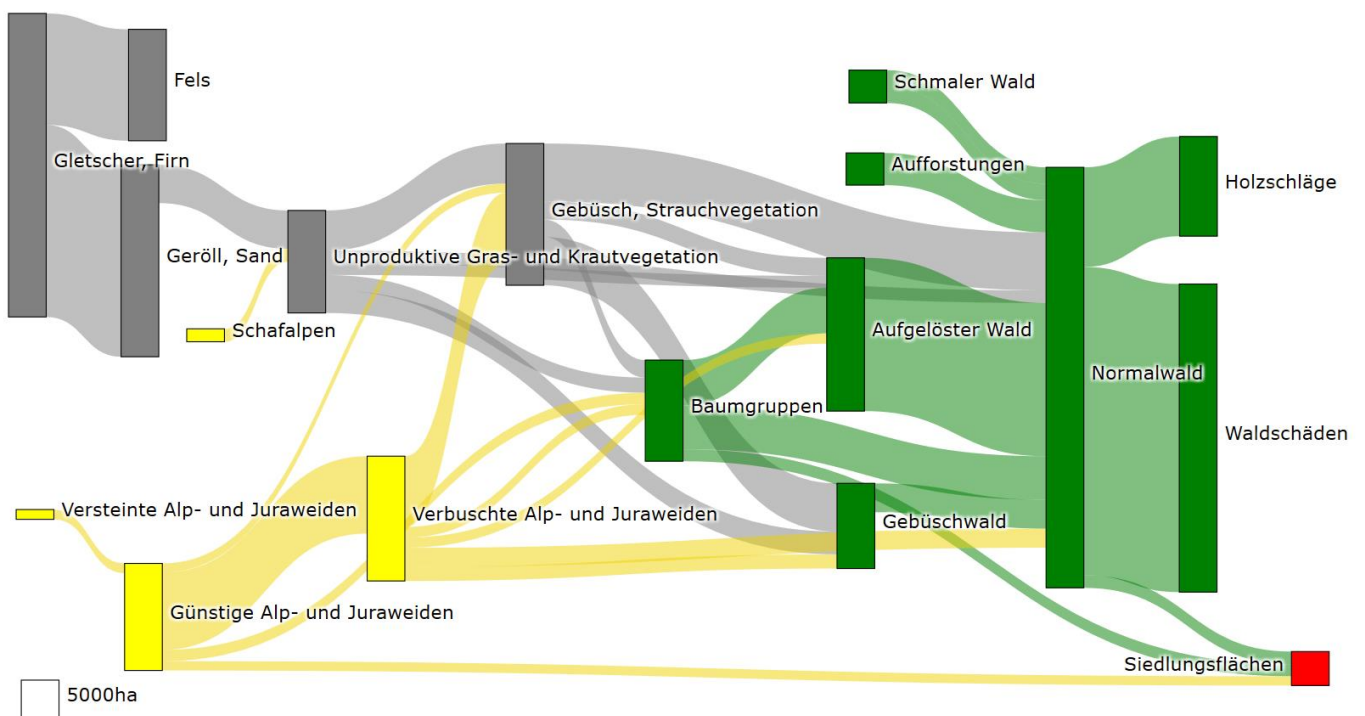 Fels
Schmaler Wald
Gletscher, Firn
Aufforstungen
Holzschläge
Gebüsch, Strauchvegetation
Geröll, Sand
Unproduktive Gras- und Krautvegetation
Schafalpen
Aufgelöster Wald
Normalwald
Baumgruppen
Waldschäden
Versteinte Alp- und Juraweiden
Verbuschte Alp- und Juraweiden
Gebüschwald
Günstige Alp- und Juraweiden
Siedlungsflächen
5000ha